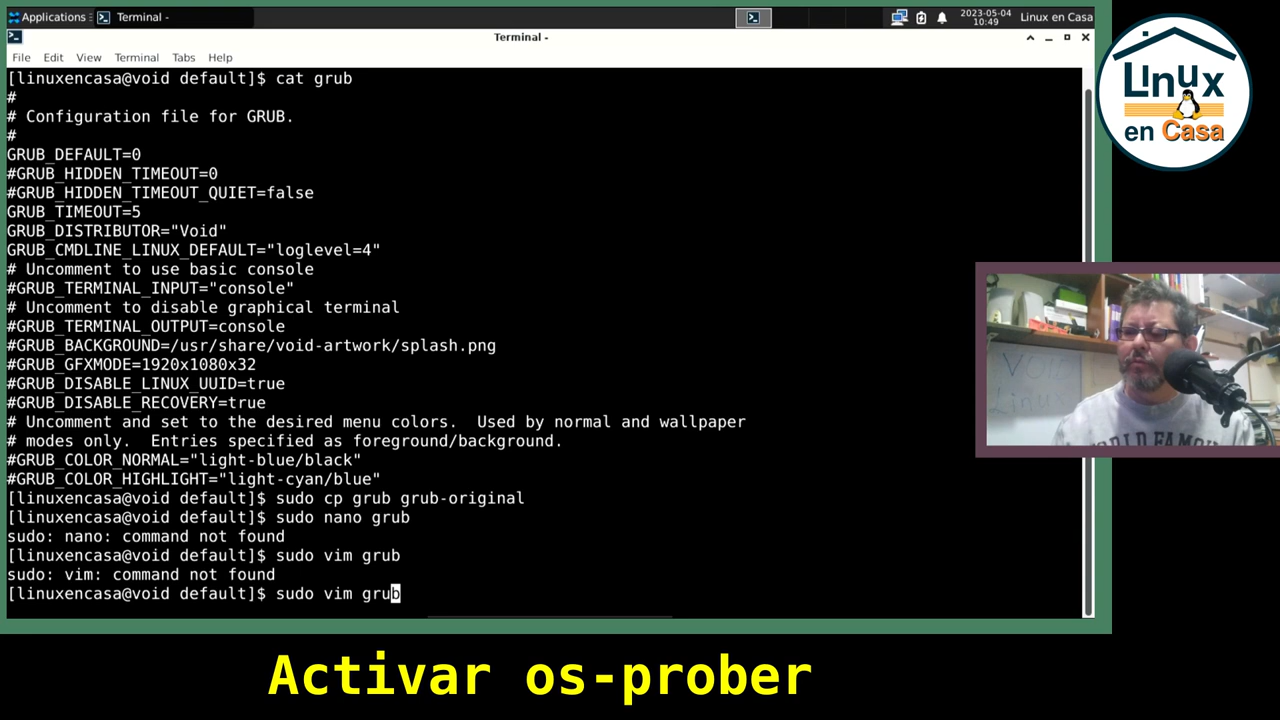 Applications
Terminal -
2023-05-04
10:49
Linux en Casa
Terminal -
File Edit View Terminal Tabs Help
[linuxencasa@void default]$ cat grub
#
# Configuration file for GRUB.
#
GRUB_DEFAULT=0
#GRUB_HIDDEN_TIMEOUT=0
#GRUB_HIDDEN_TIMEOUT_QUIET=false
GRUB_TIMEOUT=5
GRUB_DISTRIBUTOR="Void"
GRUB_CMDLINE_LINUX_DEFAULT="loglevel=4"
# Uncomment to use basic console
#GRUB_TERMINAL_INPUT="console"
# Uncomment to disable graphical terminal
#GRUB_TERMINAL_OUTPUT=console
#GRUB_BACKGROUND=/usr/share/void-artwork/splash.png
#GRUB_GFXMODE=1920x1080x32
#GRUB_DISABLE_LINUX_UUID=true
#GRUB_DISABLE_RECOVERY=true
# Uncomment and set to the desired menu colors.  Used by normal and wallpaper
# modes only.  Entries specified as foreground/background.
#GRUB_COLOR_NORMAL="light-blue/black"
#GRUB_COLOR_HIGHLIGHT="light-cyan/blue"
[linuxencasa@void default]$ sudo cp grub grub-original
[linuxencasa@void default]$ sudo nano grub
sudo: nano: command not found
[linuxencasa@void default]$ sudo vim grub
sudo: vim: command not found
[linuxencasa@void default]$ sudo vim grub
Linux
en Casa
VOID
Linux
WORLD FAMOU
Activar os-prober